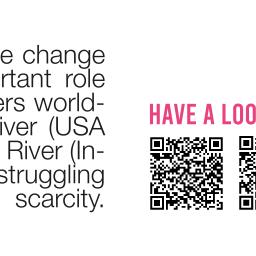 e change
rtant role
ers world-
iver (USA
River (In-
struggling
scarcity.
HAVE A LOO